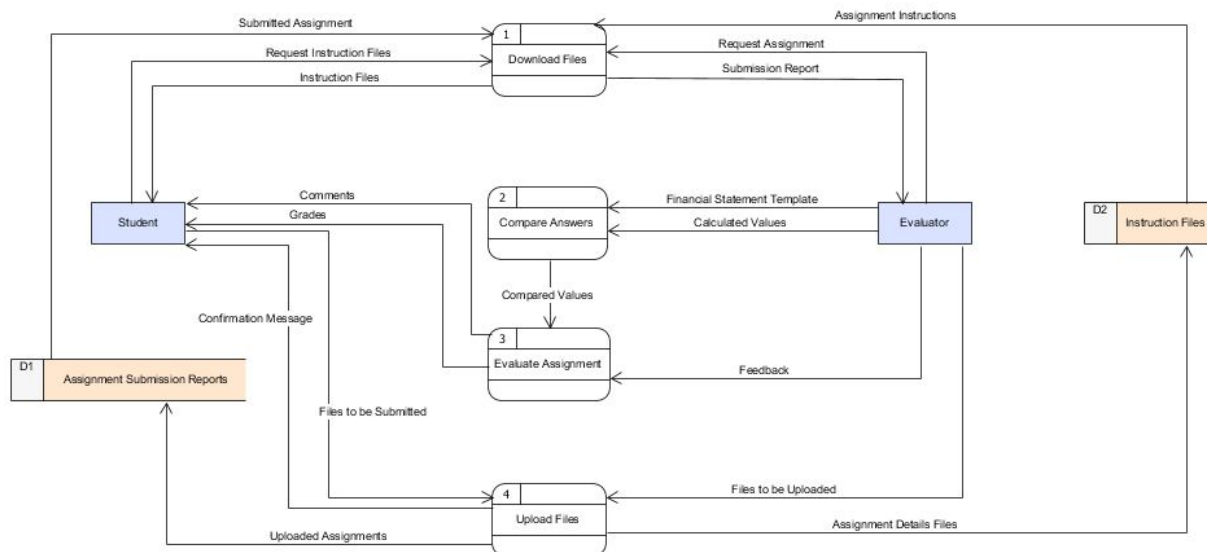 Submitted Assignment
Assignment Instructions
1
Request Instruction Files
Request Assignment
Download Files
Instruction Files
Submission Report
Comments
2
Financial Statement Template
Grades
Student
Compare Answers
Calculated Values
Evaluator
D2
Instruction Files
Compared Values
Confirmation Message
3
D1
Evaluate Assignment
Assignment Submission Reports
Feedback
Files to be Submitted
4
Files to be Uploaded
Upload Files
Uploaded Assignments
Assignment Details Files